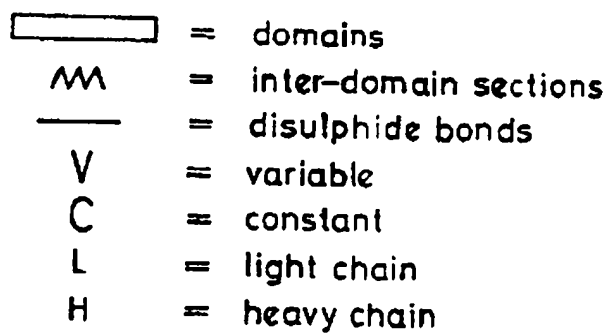 = domains
= inter-domain sections
= disulphide bonds
V = variable
C = constant
L = light chain
H = heavy chain